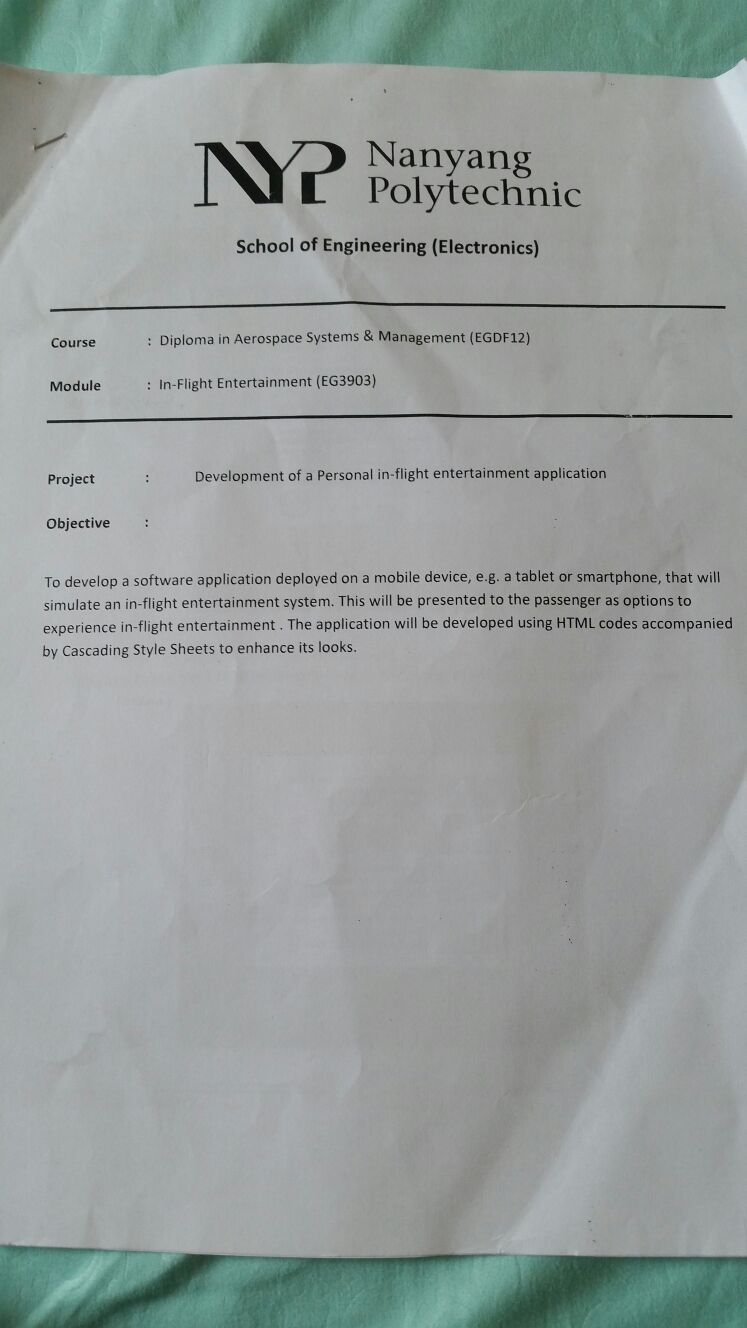 NYP Nanyang
Polytechnic
School of Engineering (Electronics)
Course : Diploma in Aerospace Systems & Management (EGDF12)
Module : In-Flight Entertainment (EG3903)
Project : Development of a Personal in-flight entertainment application
Objective :
To develop a software application deployed on a mobile device, e.g. a tablet or smartphone, that will
simulate an in-flight entertainment system. This will be presented to the passenger as options to
experience in-flight entertainment . The application will be developed using HTML codes accompanied
by Cascading Style Sheets to enhance its looks.